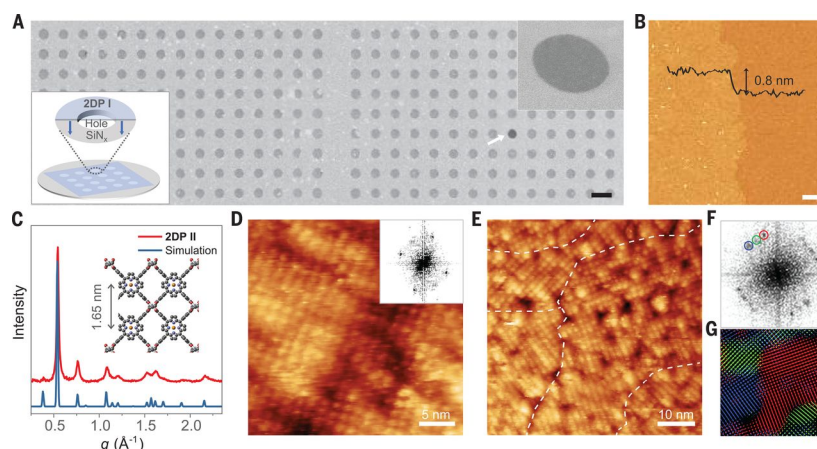 A
2DP I
Hole
SiNx
B
0.8 nm
C
2DP II
Simulation
1.65 nm
Intensity
0.5
1.0
1.5
2.0
q (Å-1)
D
5 nm
E
10 nm
F
G